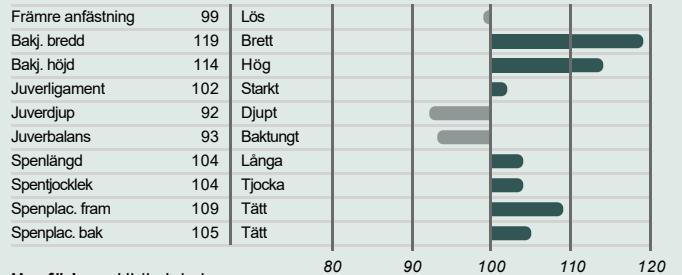 Främre anfästning 99 Lös
Bakj. bredd 119 Brett
Bakj. höjd 114 Hög
Juverligament 102 Starkt
Juverdjup 92 Djupt
Juverbalans 93 Baktungt
Spenlängd 104 Långa
Spentjocklek 104 Tjocka
Spenplac. fram 109 Tätt
Spenplac. bak 105 Tätt
80 90 100 110 120